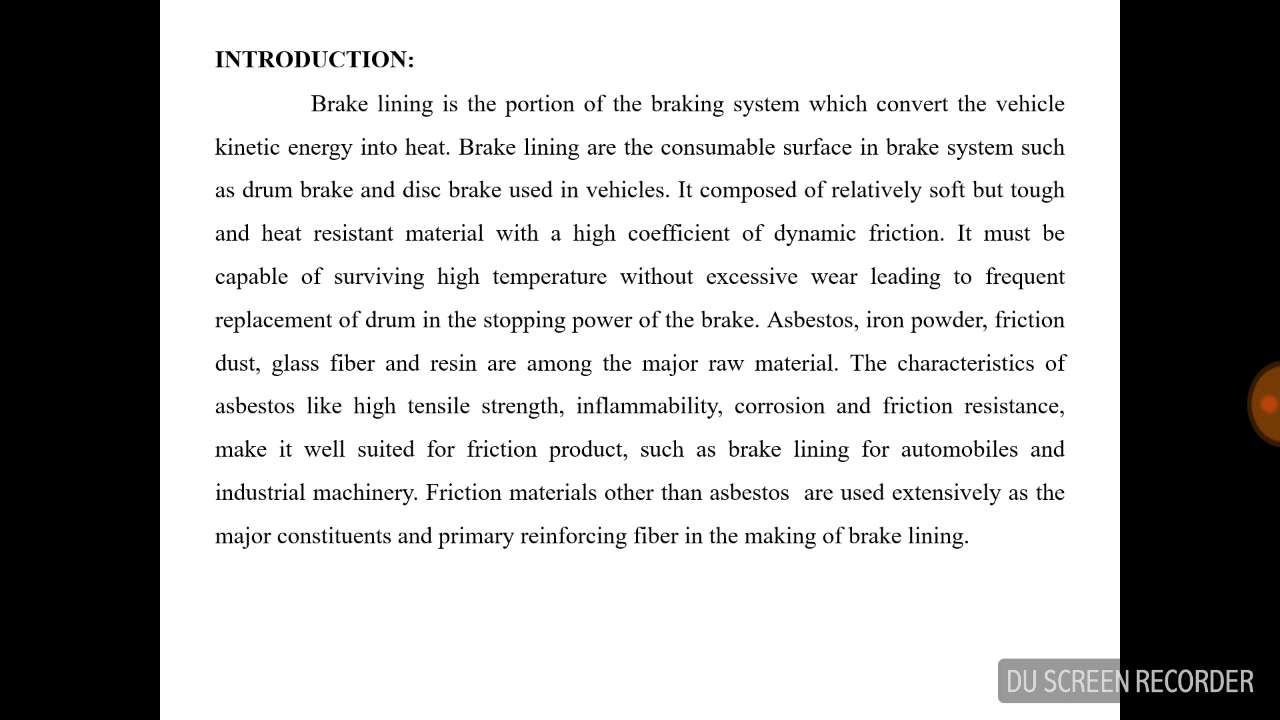 INTRODUCTION:
Brake lining is the portion of the braking system which convert the vehicle
kinetic energy into heat. Brake lining are the consumable surface in brake system such
as drum brake and disc brake used in vehicles. It composed of relatively soft but tough
and heat resistant material with a high coefficient of dynamic friction. It must be
capable of surviving high temperature without excessive wear leading to frequent
replacement of drum in the stopping power of the brake. Asbestos, iron powder, friction
dust, glass fiber and resin are among the major raw material. The characteristics of
asbestos like high tensile strength, inflammability, corrosion and friction resistance,
make it well suited for friction product, such as brake lining for automobiles and
industrial machinery. Friction materials other than asbestos  are used extensively as the
major constituents and primary reinforcing fiber in the making of brake lining.
DU SCREEN RECORDER